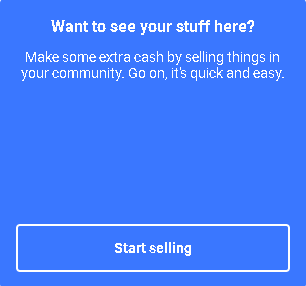 Want to see your stuff here?
Make some extra cash by selling things in
your community. Go on, it's quick and easy.
Start selling